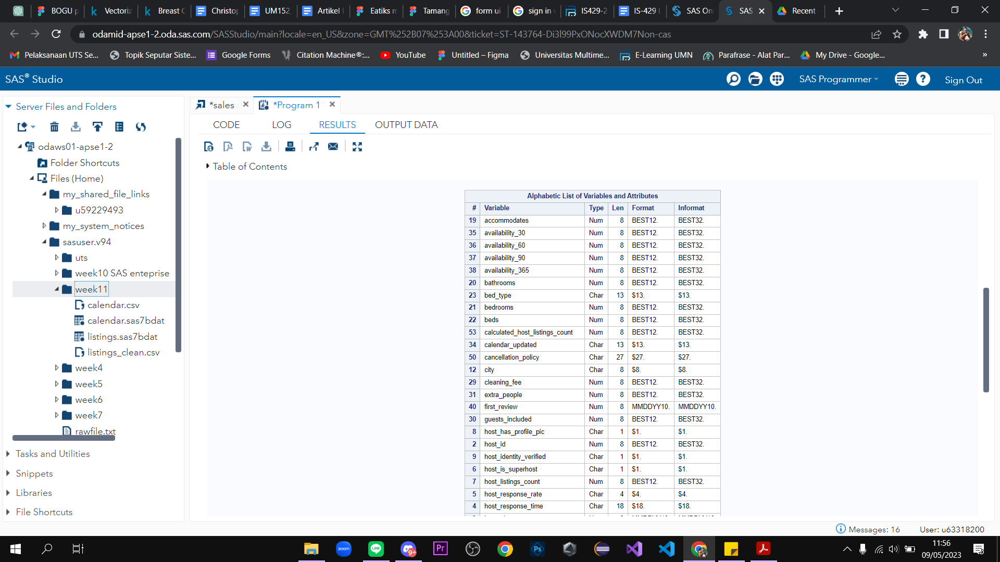 BOGU p
Vectoriz
Breast C
Christop
UM152
Artikel
Eatiks m
Tamang
form ui
sign in
IS429-2
IS-429 L
SAS On
SAS
Recent
odamid-apse1-2.oda.sas.com/SASStudio/main?locale=en_US&zone=GMT%252B07%253A00&ticket=ST-143764-Di3l99PxONocXWDM7Non-cas
Pelaksanaan UTS Se...
Topik Seputar Siste...
Google Forms
Citation Machine®:...
YouTube
Untitled – Figma
Universitas Multime...
E-Learning UMN
Parafrase - Alat Par...
My Drive - Google...
»
SAS® Studio
SAS Programmer
Sign Out
Server Files and Folders
odaws01-apse1-2
Folder Shortcuts
Files (Home)
my_shared_file_links
u59229493
my_system_notices
sasuser.v94
uts
week10 SAS enteprise
week11
calendar.csv
calendar.sas7bdat
listings.sas7bdat
listings_clean.csv
week4
week5
week6
week7
rawfile.txt
Tasks and Utilities
Snippets
Libraries
File Shortcuts
*sales
*Program 1
CODE LOG RESULTS OUTPUT DATA
Table of Contents
Alphabetic List of Variables and Attributes
# Variable Type Len Format Informat
19 accommodates Num 8 BEST12. BEST32.
35 availability_30 Num 8 BEST12. BEST32.
36 availability_60 Num 8 BEST12. BEST32.
37 availability_90 Num 8 BEST12. BEST32.
38 availability_365 Num 8 BEST12. BEST32.
20 bathrooms Num 8 BEST12. BEST32.
23 bed_type Char 13 $13. $13.
21 bedrooms Num 8 BEST12. BEST32.
22 beds Num 8 BEST12. BEST32.
53 calculated_host_listings_count Num 8 BEST12. BEST32.
34 calendar_updated Char 13 $13. $13.
50 cancellation_policy Char 27 $27. $27.
12 city Char 8 $8. $8.
29 cleaning_fee Num 8 BEST12. BEST32.
31 extra_people Num 8 BEST12. BEST32.
40 first_review Num 8 MMDDYY10. MMDDYY10.
30 guests_included Num 8 BEST12. BEST32.
8 host_has_profile_pic Char 1 $1. $1.
2 host_id Num 8 BEST12. BEST32.
9 host_identity_verified Char 1 $1. $1.
6 host_is_superhost Char 1 $1. $1.
7 host_listings_count Num 8 BEST12. BEST32.
5 host_response_rate Char 4 $4. $4.
4 host_response_time Char 18 $18. $18.
Messages: 16
User: u63318200
zoom
LINE
9+
Pr
Ps
11:56
09/05/2023